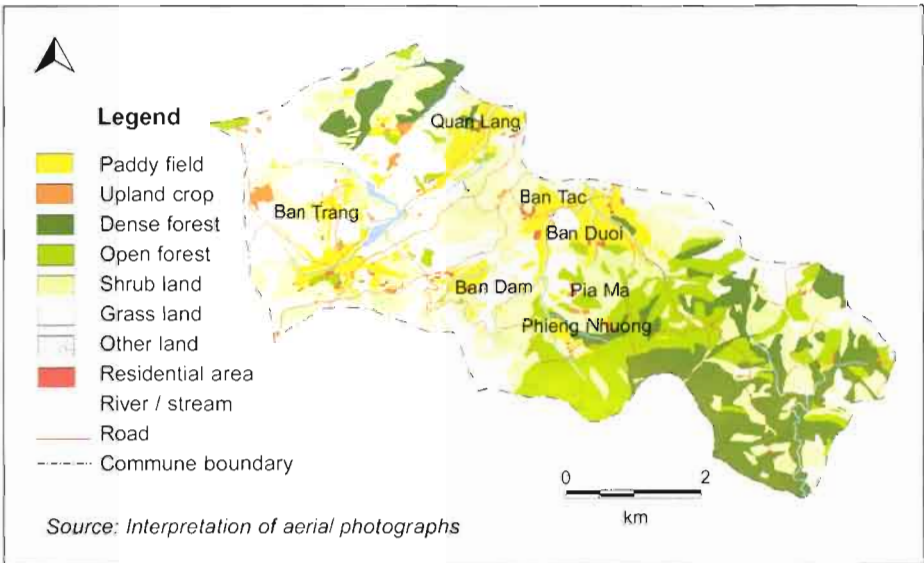 Legend
Paddy field
Upland crop
Dense forest
Open forest
Shrub land
Grass land
Other land
Residential area
River / stream
Road
Commune boundary
Quan Lang
Ban Trang
Ban Tac
Ban Duoi
Ban Dam
Pia Ma
Phieng Nhuong
0 2
km
Source: Interpretation of aerial photographs